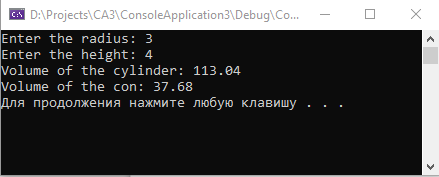 D:\Projects\CA3\ConsoleApplication3\Debug\Co...
Enter the radius: 3
Enter the height: 4
Volume of the cylinder: 113.04
Volume of the con: 37.68
Для продолжения нажмите любую клавишу . . .